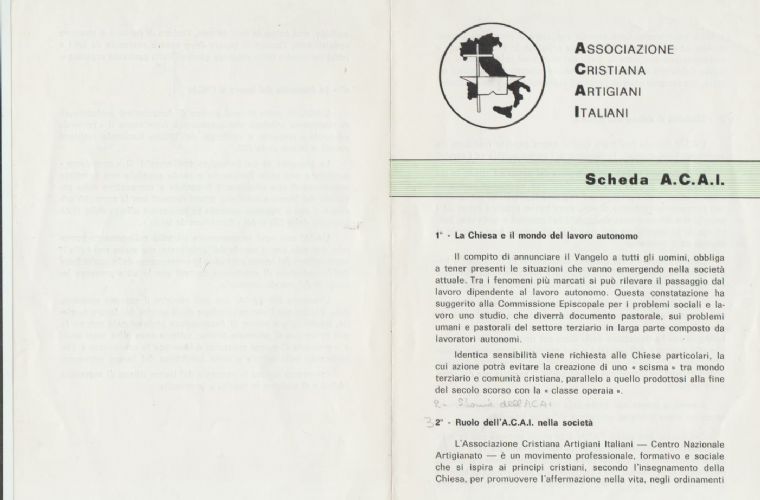 ASSOCIAZIONE
CRISTIANA
ARTIGIANI
ITALIANI
Scheda A.C.A.I.
1° - La Chiesa e il mondo del lavoro autonomo
Il compito di annunciare il Vangelo a tutti gli uomini, obbliga
a tener presenti le situazioni che vanno emergendo nella società
attuale. Tra i fenomeni più marcati si può rilevare il passaggio dal
lavoro dipendente al lavoro autonomo. Questa constatazione ha
suggerito alla Commissione Episcopale per i problemi sociali e la-
voro uno studio, che diverrà documento pastorale, sui problemi
umani e pastorali del settore terziario in larga parte composto da
lavoratori autonomi.
Identica sensibilità viene richiesta alle Chiese particolari, la
cui azione potrà evitare la creazione di uno « scisma » tra mondo
terziario e comunità cristiana, parallelo a quello prodottosi alla fine
del secolo scorso con la « classe operaia ».
2 - Storia dell'ACAI
3 2° - Ruolo dell'A.C.A.I. nella società
L'Associazione Cristiana Artigiani Italiani — Centro Nazionale
Artigianato — è un movimento professionale, formativo e sociale
che si ispira ai principi cristiani, secondo l'insegnamento della
Chiesa, per promuovere l'affermazione nella vita, negli ordinamenti